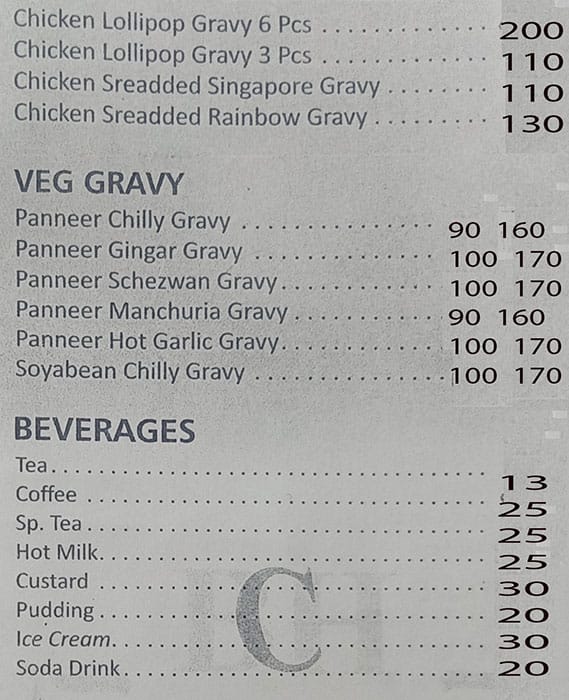 Chicken Lollipop Gravy 6 Pcs . . . . . . . . . . . . . . 200
Chicken Lollipop Gravy 3 Pcs . . . . . . . . . . . . . . 110
Chicken Sreadded Singapore Gravy . . . . . . . . 110
Chicken Sreadded Rainbow Gravy . . . . . . . . . 130
VEG GRAVY
Panneer Chilly Gravy . . . . . . . . . . . . . . . 90 160
Panneer Gingar Gravy . . . . . . . . . . . . . . 100 170
Panneer Schezwan Gravy. . . . . . . . . . . . 100 170
Panneer Manchuria Gravy . . . . . . . . . . . 90 160
Panneer Hot Garlic Gravy. . . . . . . . . . . . 100 170
Soyabean Chilly Gravy . . . . . . . . . . . . . . 100 170
BEVERAGES
Tea. . . . . . . . . . . . . . . . . . . . . . . . . . . . . . . . . . 13
Coffee . . . . . . . . . . . . . . . . . . . . . . . . . . . . . . . 25
Sp. Tea . . . . . . . . . . . . . . . . . . . . . . . . . . . . . . . 25
Hot Milk. . . . . . . . . . . . . . . . . . . . . . . . . . . . . . 25
Custard . . . . . . . . . . . . . . . . . . . . . . . . . . . . . . 30
Pudding . . . . . . . . . . . . . . . . . . . . . . . . . . . . . . 20
Ice Cream. . . . . . . . . . . . . . . . . . . . . . . . . . . . . 30
Soda Drink. . . . . . . . . . . . . . . . . . . . . . . . . . . . 20
C